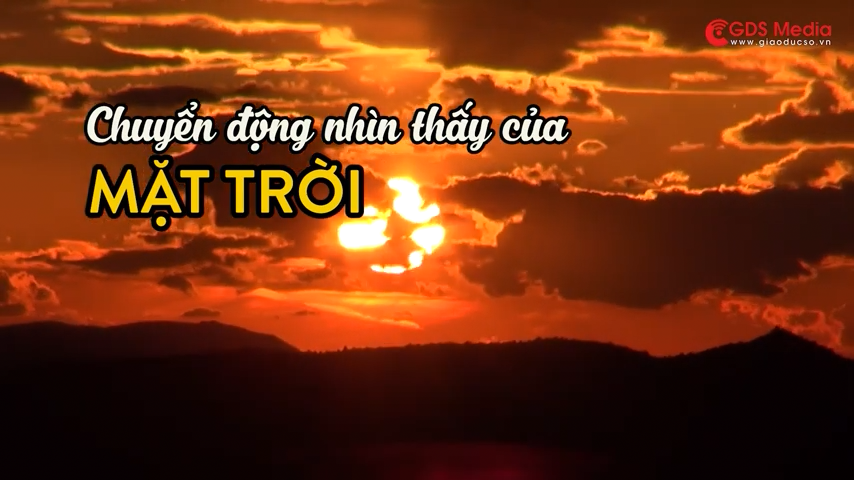 GDS Media
www.giaoducso.vn
Chuyển động nhìn thấy của
MẶT TRỜI